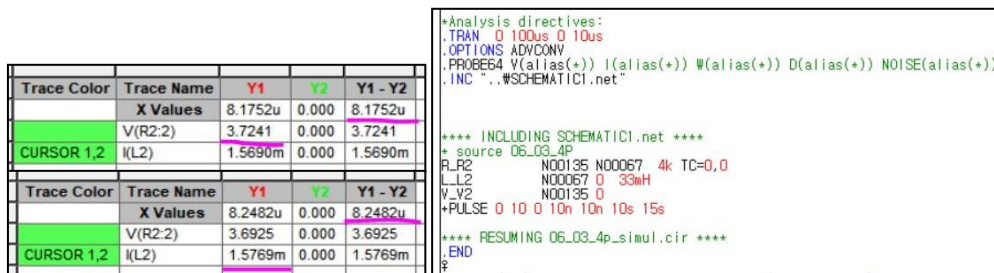 Trace Color Trace Name Y1 Y2 Y1 - Y2
X Values 8.1752u 0.000 8.1752u
V(R2:2) 3.7241 0.000 3.7241
CURSOR 1,2 I(L2) 1.5690m 0.000 1.5690m
Trace Color Trace Name Y1 Y2 Y1 - Y2
X Values 8.2482u 0.000 8.2482u
V(R2:2) 3.6925 0.000 3.6925
CURSOR 1,2 I(L2) 1.5769m 0.000 1.5769m
*Analysis directives:
.TRAN 0 100us 0 10us
.OPTIONS ADVCONV
.PROBE64 V(alias(*)) I(alias(*)) W(alias(*)) D(alias(*)) NOISE(alias(*))
.INC "..₩SCHEMATIC1.net"
**** INCLUDING SCHEMATIC1.net ****
* source 06_03_4P
R_R2 N00135 N00067 4k TC=0,0
L_L2 N00067 0 33mH
V_V2 N00135 0
+PULSE 0 10 0 10n 10n 10s 15s
**** RESUMING 06_03_4p_simul.cir ****
.END